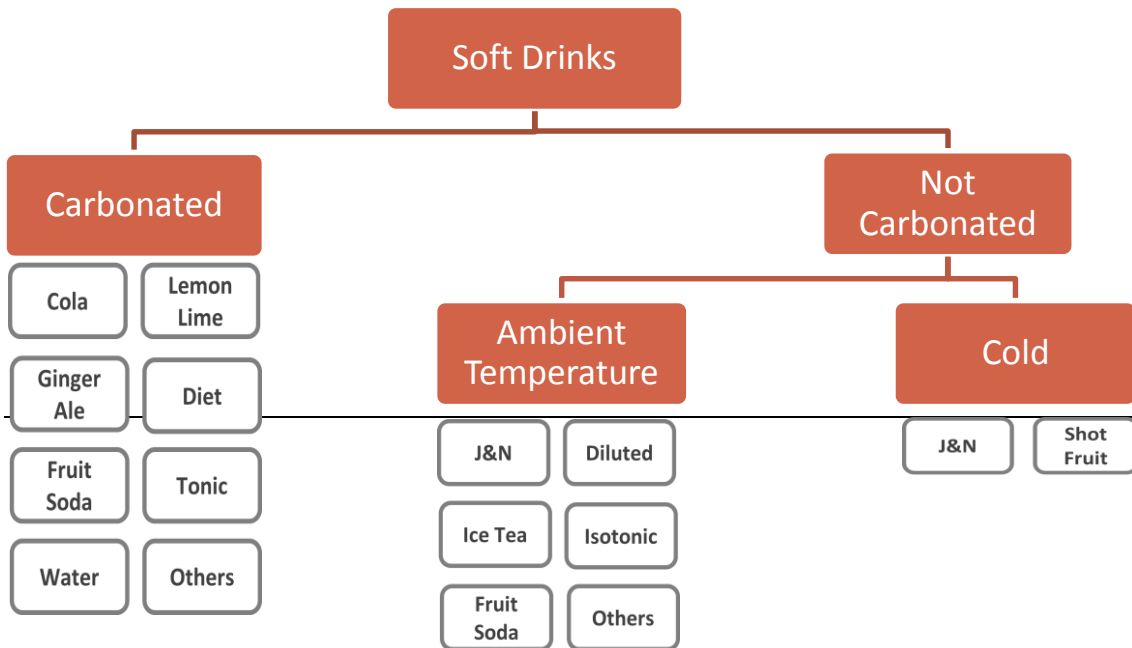 Soft Drinks
Carbonated
Not
Carbonated
Cola
Lemon
Lime
Ginger
Ale
Diet
Fruit
Soda
Tonic
Water
Others
Ambient
Temperature
Cold
J&N
Diluted
Ice Tea
Isotonic
Fruit
Soda
Others
J&N
Shot
Fruit